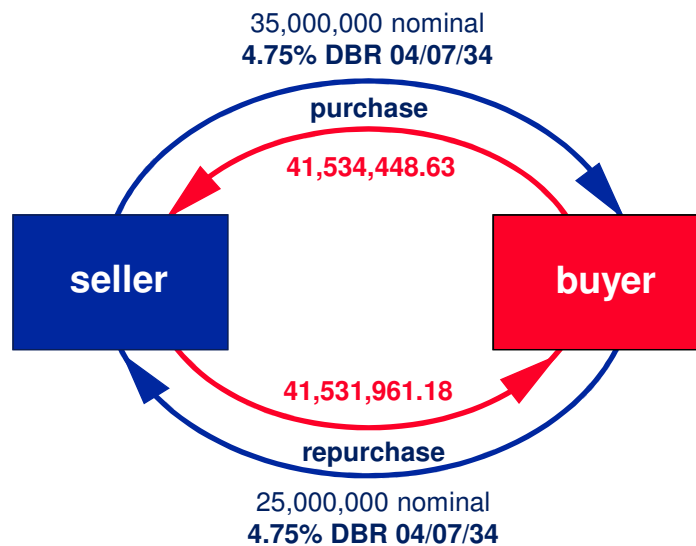 35,000,000 nominal
4.75% DBR 04/07/34
purchase
41,534,448.63
seller
buyer
41,531,961.18
repurchase
25,000,000 nominal
4.75% DBR 04/07/34